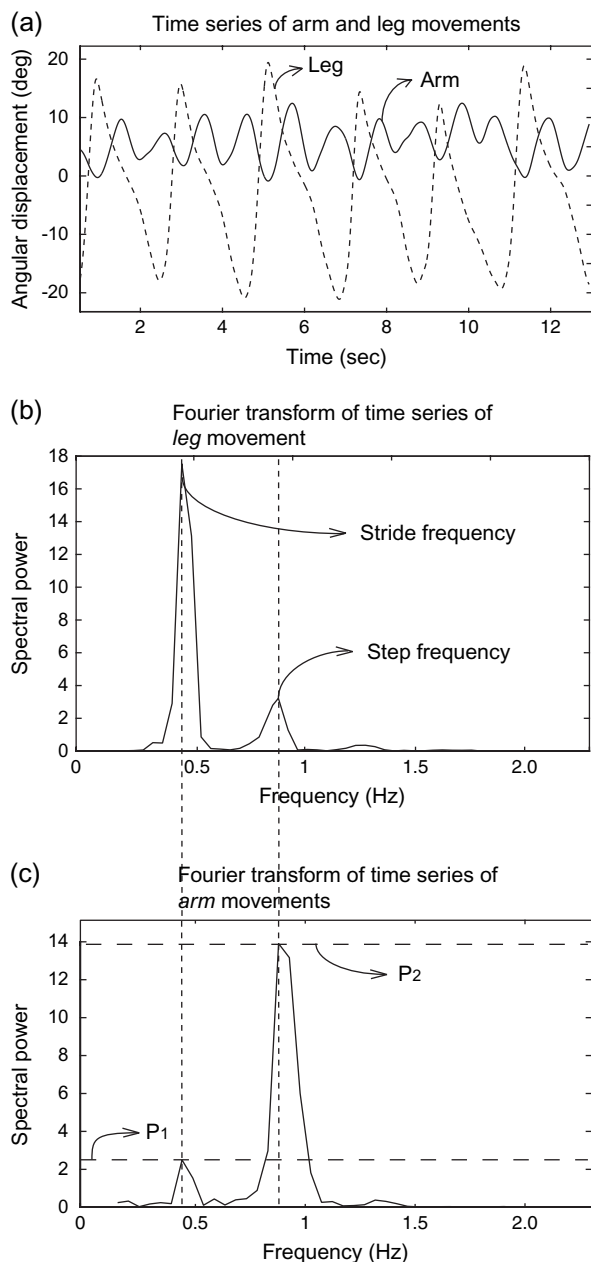 (a)
Time series of arm and leg movements
Angular displacement (deg)
20
10
0
-10
-20
Leg
Arm
2
4
6
8
10
12
Time (sec)
(b)
Fourier transform of time series of
leg movement
Spectral power
18
16
14
12
10
8
6
4
2
0
Stride frequency
Step frequency
0
0.5
1
1.5
2.0
Frequency (Hz)
(c)
Fourier transform of time series of
arm movements
Spectral power
14
12
10
8
6
4
2
0
P2
P1
0
0.5
1
1.5
2.0
Frequency (Hz)